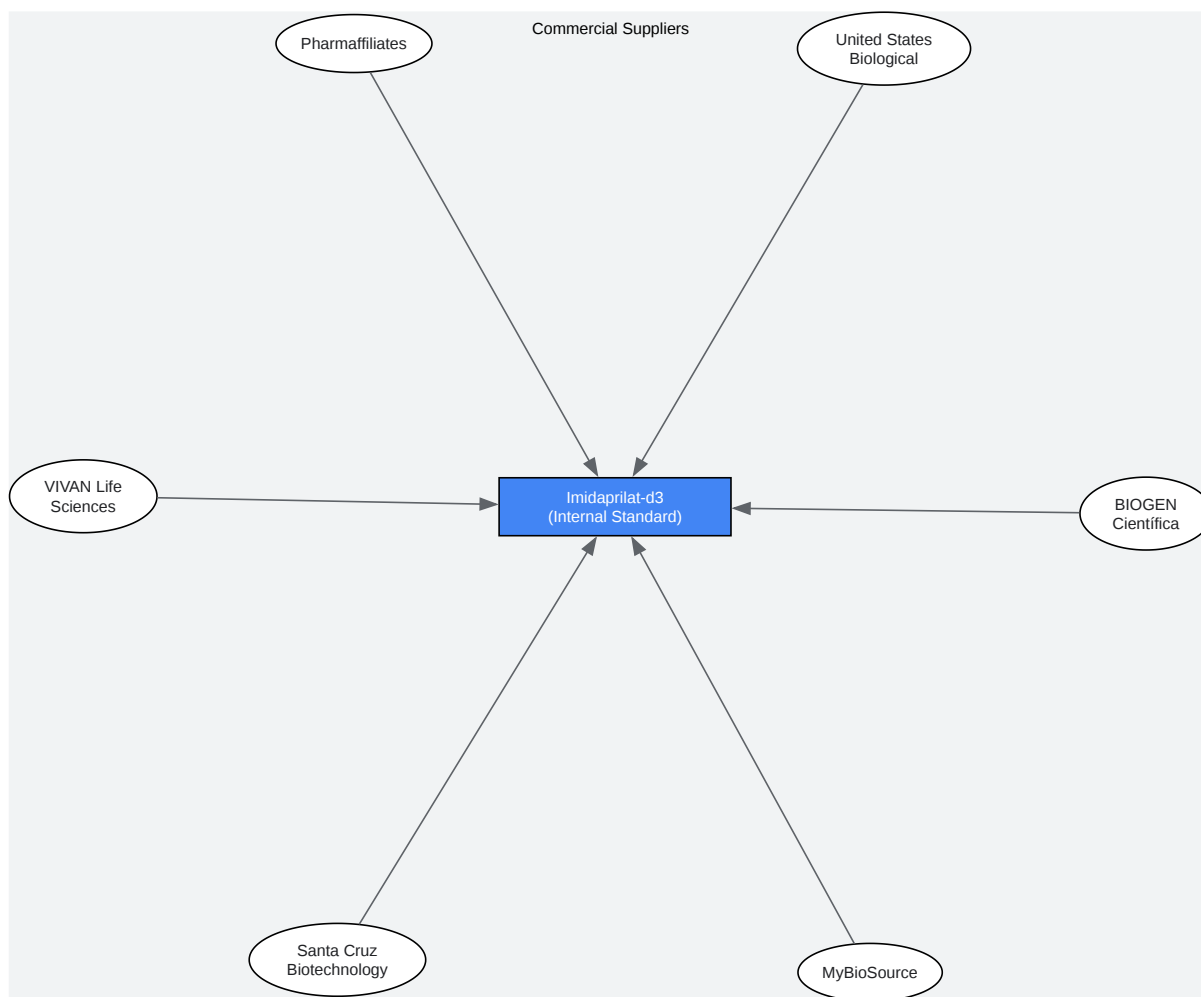 Commercial Suppliers
Pharmaffiliates
United States
Biological
VIVAN Life
Sciences
Imidaprilat-d3
(Internal Standard)
BIOGEN
Científica
Santa Cruz
Biotechnology
MyBioSource